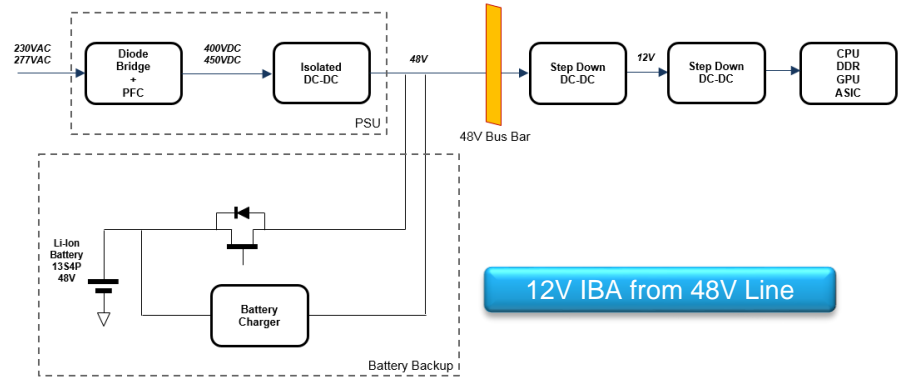 230VAC
277VAC
Diode
Bridge
+
PFC
400VDC
450VDC
Isolated
DC-DC
48V
PSU
48V Bus Bar
Step Down
DC-DC
12V
Step Down
DC-DC
CPU
DDR
GPU
ASIC
Li-Ion
Battery
13S4P
48V
Battery
Charger
Battery Backup
12V IBA from 48V Line